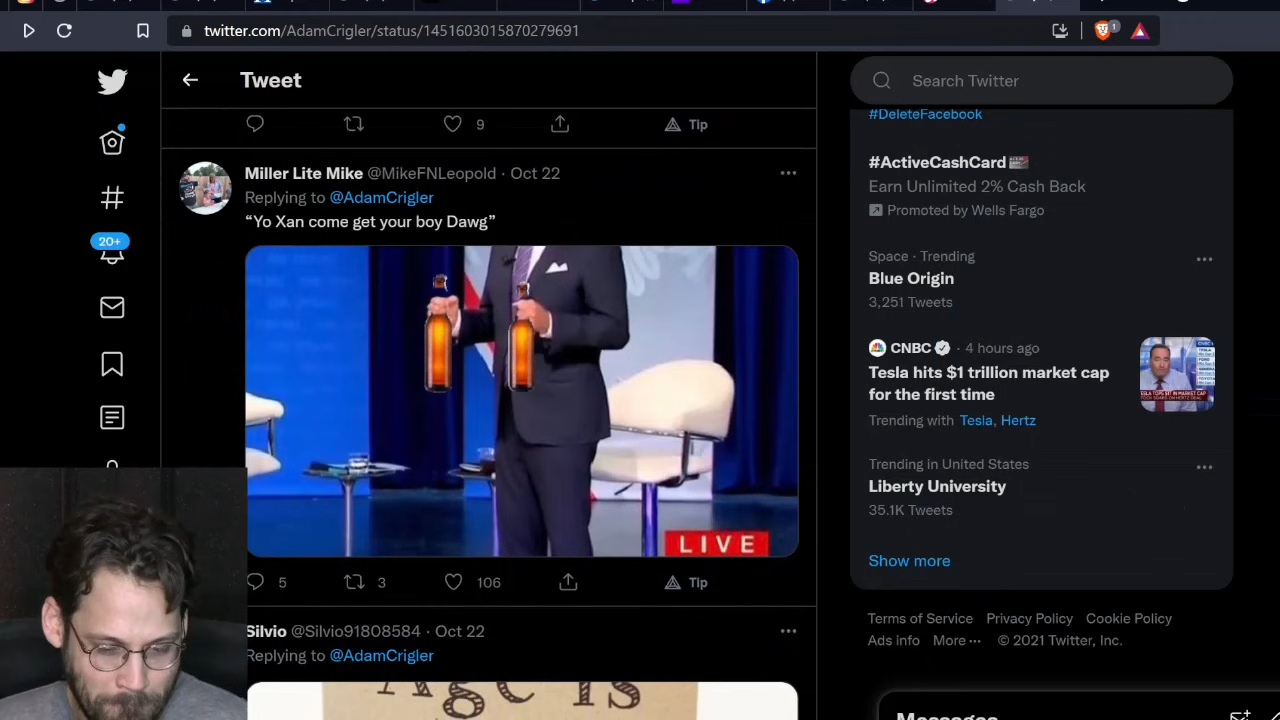 twitter.com/AdamCrigler/status/1451603015870279691
1
Tweet
Search Twitter
9
Tip
#DeleteFacebook
Miller Lite Mike @MikeFNLeopold · Oct 22
Replying to @AdamCrigler
“Yo Xan come get your boy Dawg”
#ActiveCashCard
Earn Unlimited 2% Cash Back
Promoted by Wells Fargo
20+
Space · Trending
Blue Origin
3,251 Tweets
CNBC · 4 hours ago
Tesla hits $1 trillion market cap
for the first time
Trending with Tesla, Hertz
Trending in United States
Liberty University
35.1K Tweets
LIVE
Show more
5
3
106
Tip
Terms of Service Privacy Policy Cookie Policy
Ads info More ··· © 2021 Twitter, Inc.
Silvio @Silvio91808584 · Oct 22
Replying to @AdamCrigler
Age is
Messages